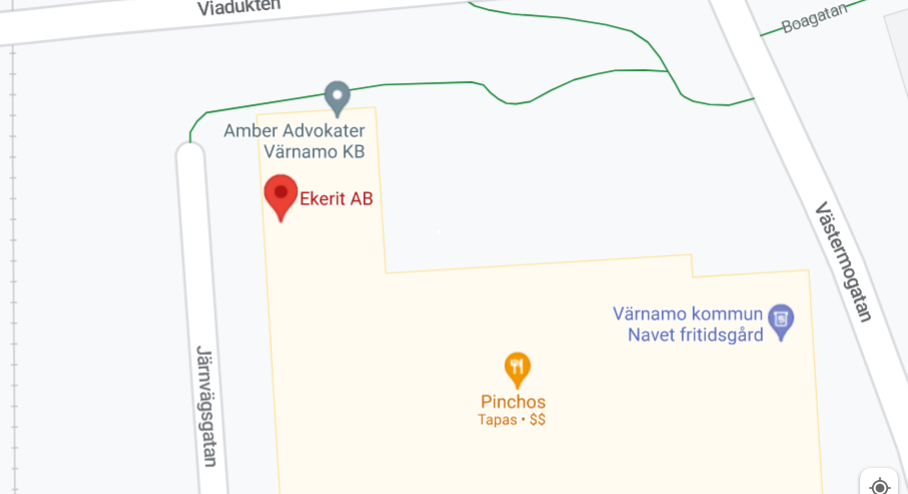 Viadukten
Boagatan
Amber Advokater
Värnamo KB
Ekerit AB
Västermogatan
Värnamo kommun
Navet fritidsgård
Järnvägsgatan
Pinchos
Tapas • $$